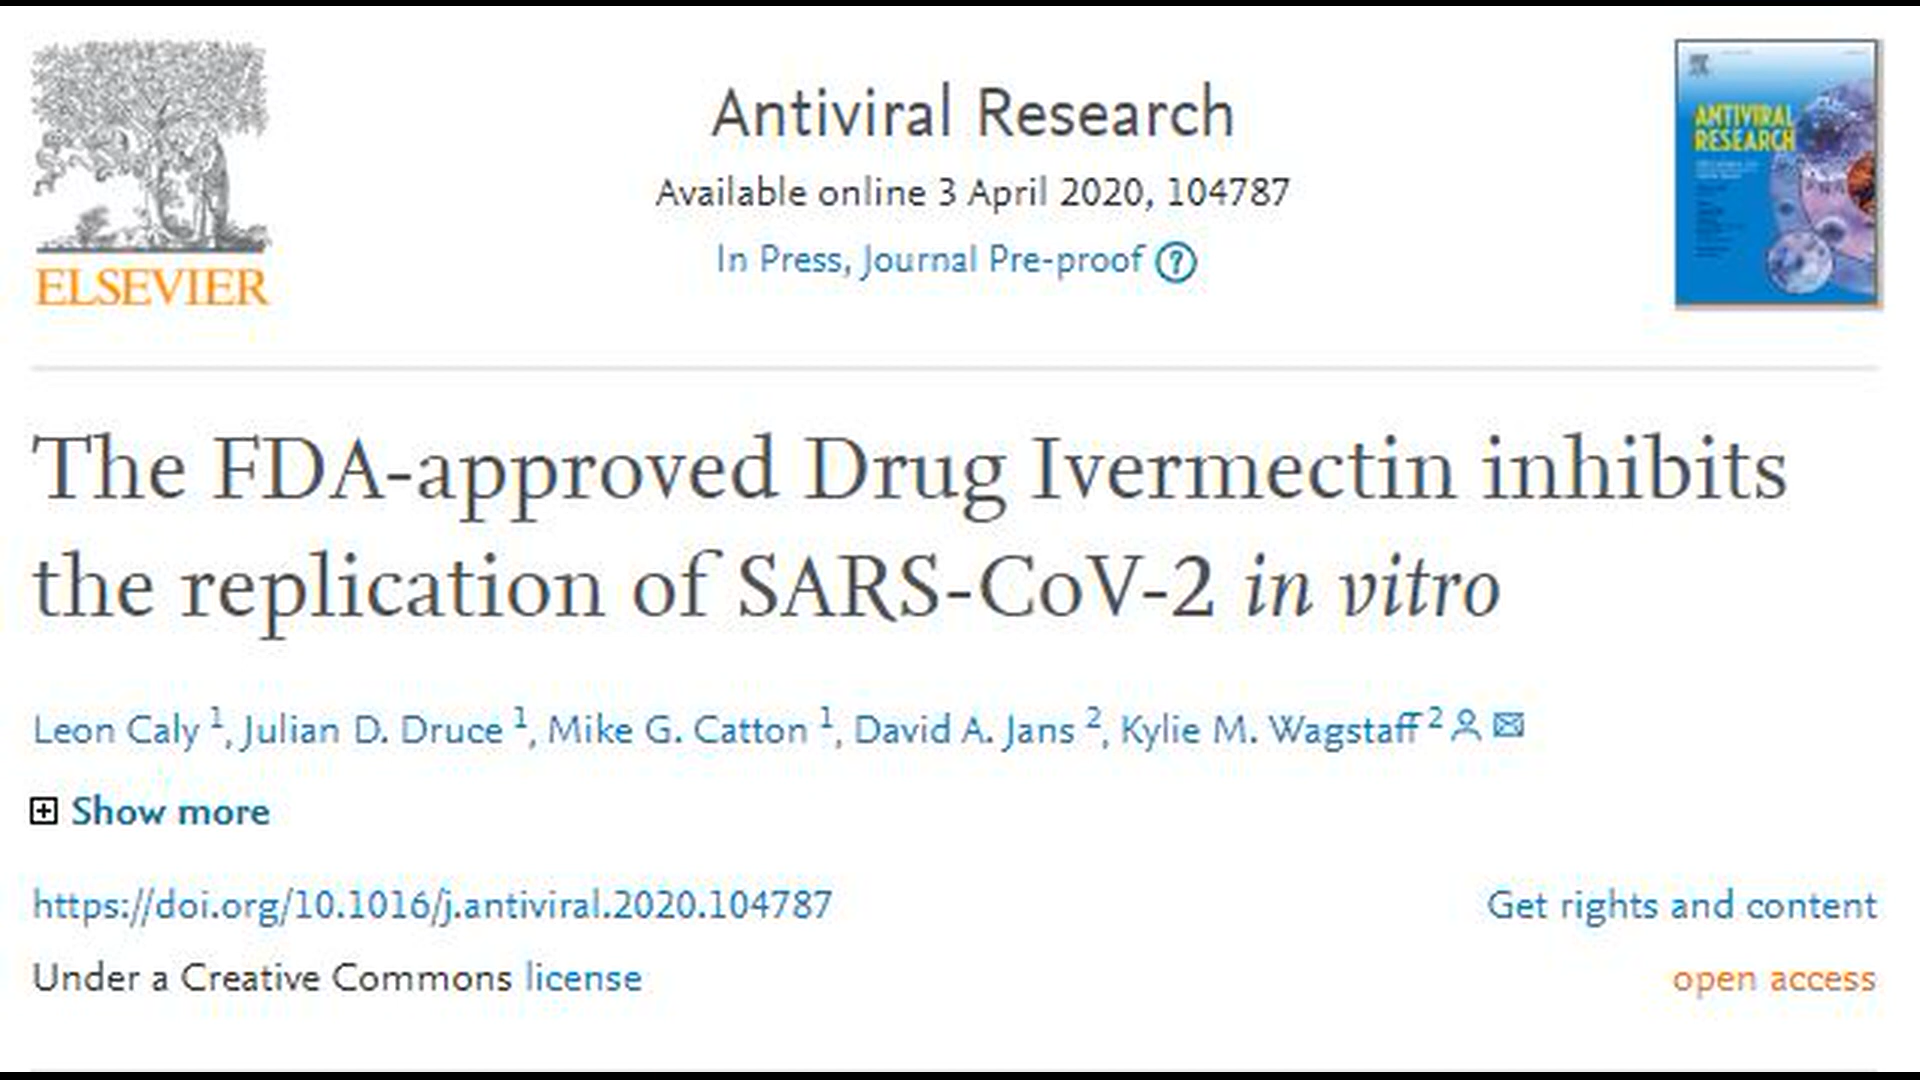 ELSEVIER
Antiviral Research
Available online 3 April 2020, 104787
In Press, Journal Pre-proof ?
ANTIVIRAL
RESEARCH
The FDA-approved Drug Ivermectin inhibits
the replication of SARS-CoV-2 in vitro
Leon Caly 1, Julian D. Druce 1, Mike G. Catton 1, David A. Jans 2, Kylie M. Wagstaff 2
Show more
https://doi.org/10.1016/j.antiviral.2020.104787
Get rights and content
Under a Creative Commons license
open access